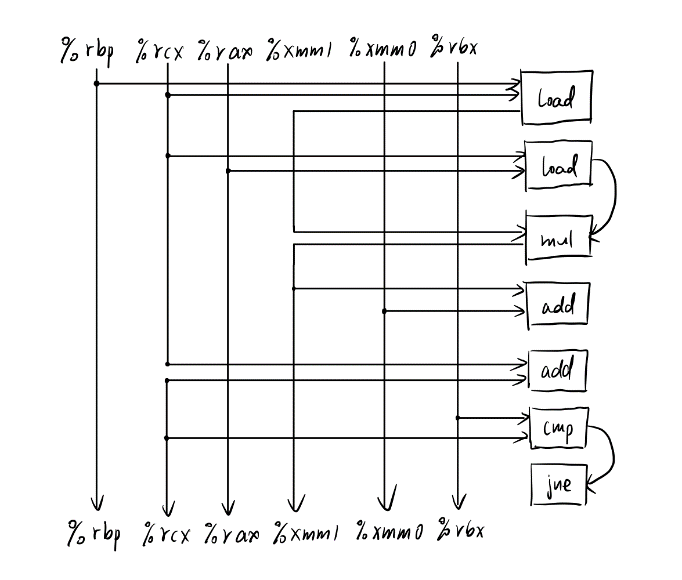 %rbp %rcx %rax %xmm1 %xmm0 %rbx
load
load
mul
add
add
cmp
jne
%rbp %rcx %rax %xmm1 %xmm0 %rbx